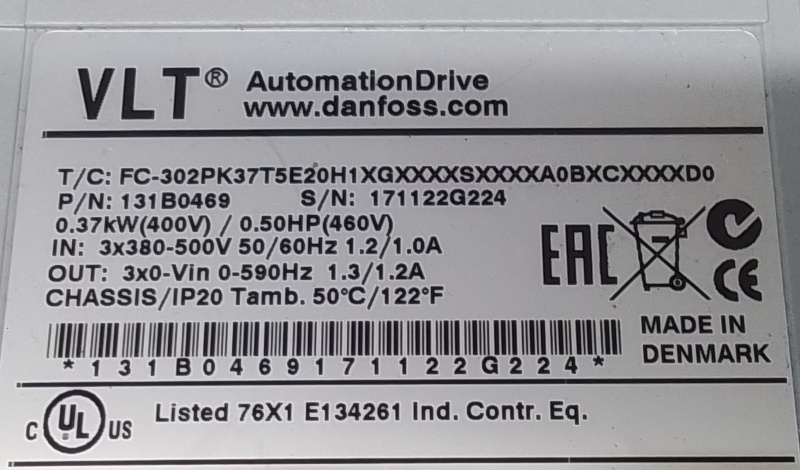 VLT® AutomationDrive
www.danfoss.com
T/C: FC-302PK37T5E20H1XGXXXXSXXXXA0BXCXXXXD0
P/N: 131B0469 S/N: 171122G224
0.37kW(400V) / 0.50HP(460V)
IN: 3x380-500V 50/60Hz 1.2/1.0A
OUT: 3x0-Vin 0-590Hz 1.3/1.2A
CHASSIS/IP20 Tamb. 50°C/122°F
EAC
CE
MADE IN
DENMARK
*131B0469171122G224*
c UL® US Listed 76X1 E134261 Ind. Contr. Eq.